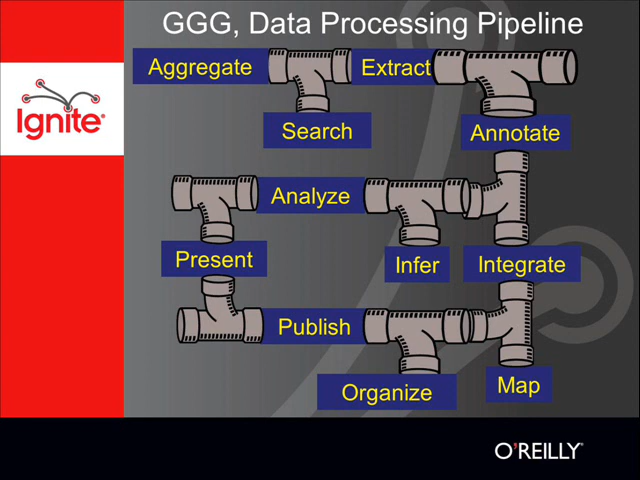 GGG, Data Processing Pipeline
Aggregate
Extract
Ignite
Search
Annotate
Analyze
Present
Infer
Integrate
Publish
Organize
Map
O'REILLY